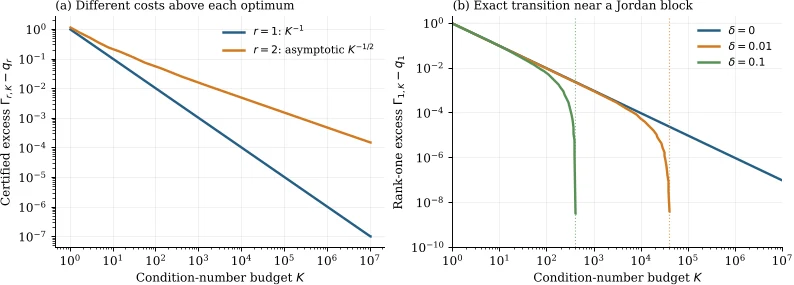 (a) Different costs above each optimum
Certified excess Γ_{r,K} − q_r
10^0
10^{-1}
10^{-2}
10^{-3}
10^{-4}
10^{-5}
10^{-6}
10^{-7}
r = 1: K^{-1}
r = 2: asymptotic K^{-1/2}
10^0 10^1 10^2 10^3 10^4 10^5 10^6 10^7
Condition-number budget K
(b) Exact transition near a Jordan block
Rank-one excess Γ_{1,K} − q_1
10^0
10^{-2}
10^{-4}
10^{-6}
10^{-8}
10^{-10}
δ = 0
δ = 0.01
δ = 0.1
10^0 10^1 10^2 10^3 10^4 10^5 10^6 10^7
Condition-number budget K